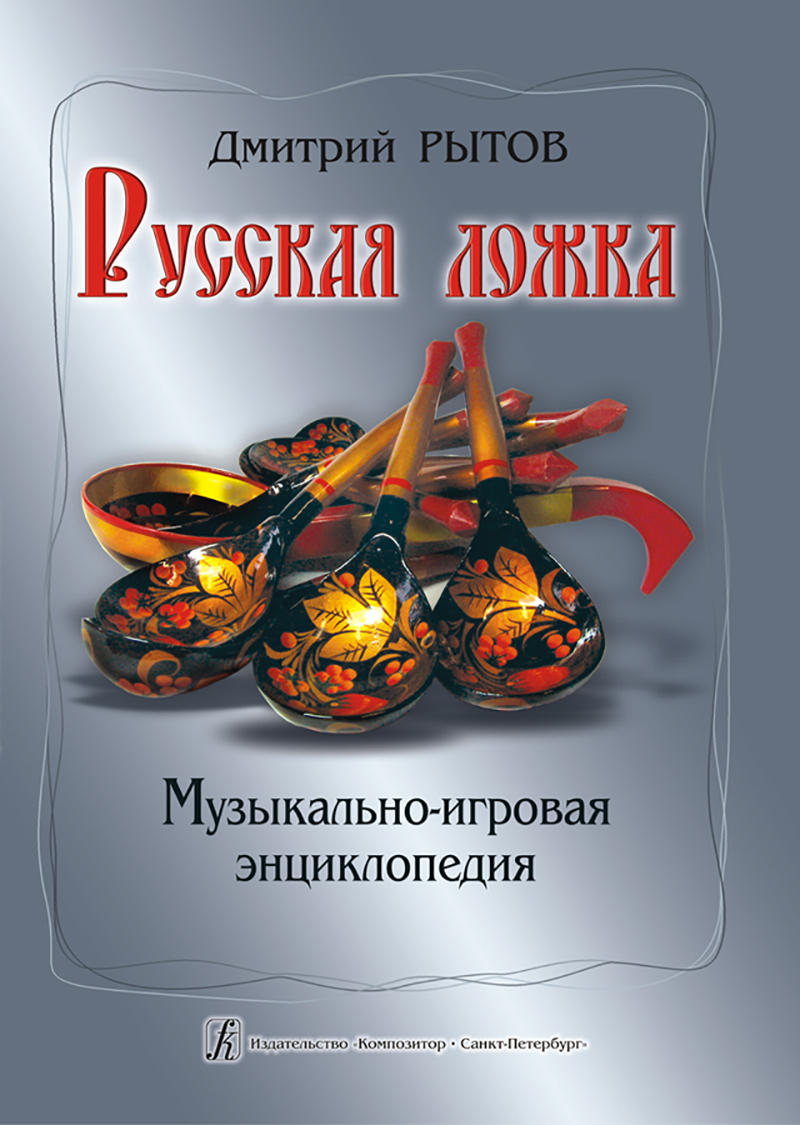 Дмитрий РЫТОВ
Русская ложка
Музыкально-игровая
энциклопедия
Издательство «Композитор • Санкт-Петербург»